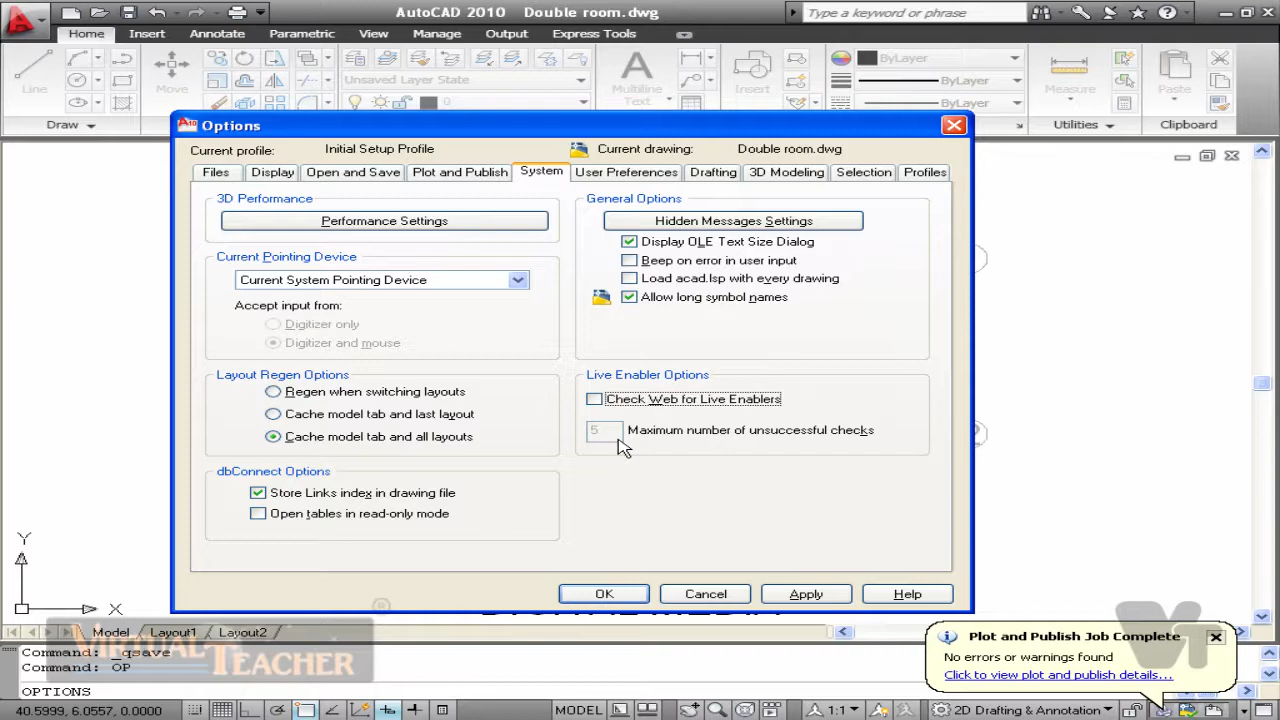 AutoCAD 2010 Double room.dwg
Type a keyword or phrase
Home Insert Annotate Parametric View Manage Output Express Tools
Line Move Unsaved Layer State 0 Multiline Text Insert ByLayer ByLayer ByLayer Measure Paste
Draw Utilities Clipboard
Options
Current profile: Initial Setup Profile Current drawing: Double room.dwg
Files Display Open and Save Plot and Publish System User Preferences Drafting 3D Modeling Selection Profiles
3D Performance
Performance Settings
Current Pointing Device
Current System Pointing Device
Accept input from:
Digitizer only
Digitizer and mouse
Layout Regen Options
Regen when switching layouts
Cache model tab and last layout
Cache model tab and all layouts
dbConnect Options
Store Links index in drawing file
Open tables in read-only mode
General Options
Hidden Messages Settings
Display OLE Text Size Dialog
Beep on error in user input
Load acad.lsp with every drawing
Allow long symbol names
Live Enabler Options
Check Web for Live Enablers
5 Maximum number of unsuccessful checks
OK Cancel Apply Help
Y
X
Model Layout1 Layout2
VIRTUAL TEACHER
Command: _qsave
Command: OP
OPTIONS
Plot and Publish Job Complete
No errors or warnings found
Click to view plot and publish details...
40.5999, 6.0557, 0.0000 MODEL 1:1 2D Drafting & Annotation